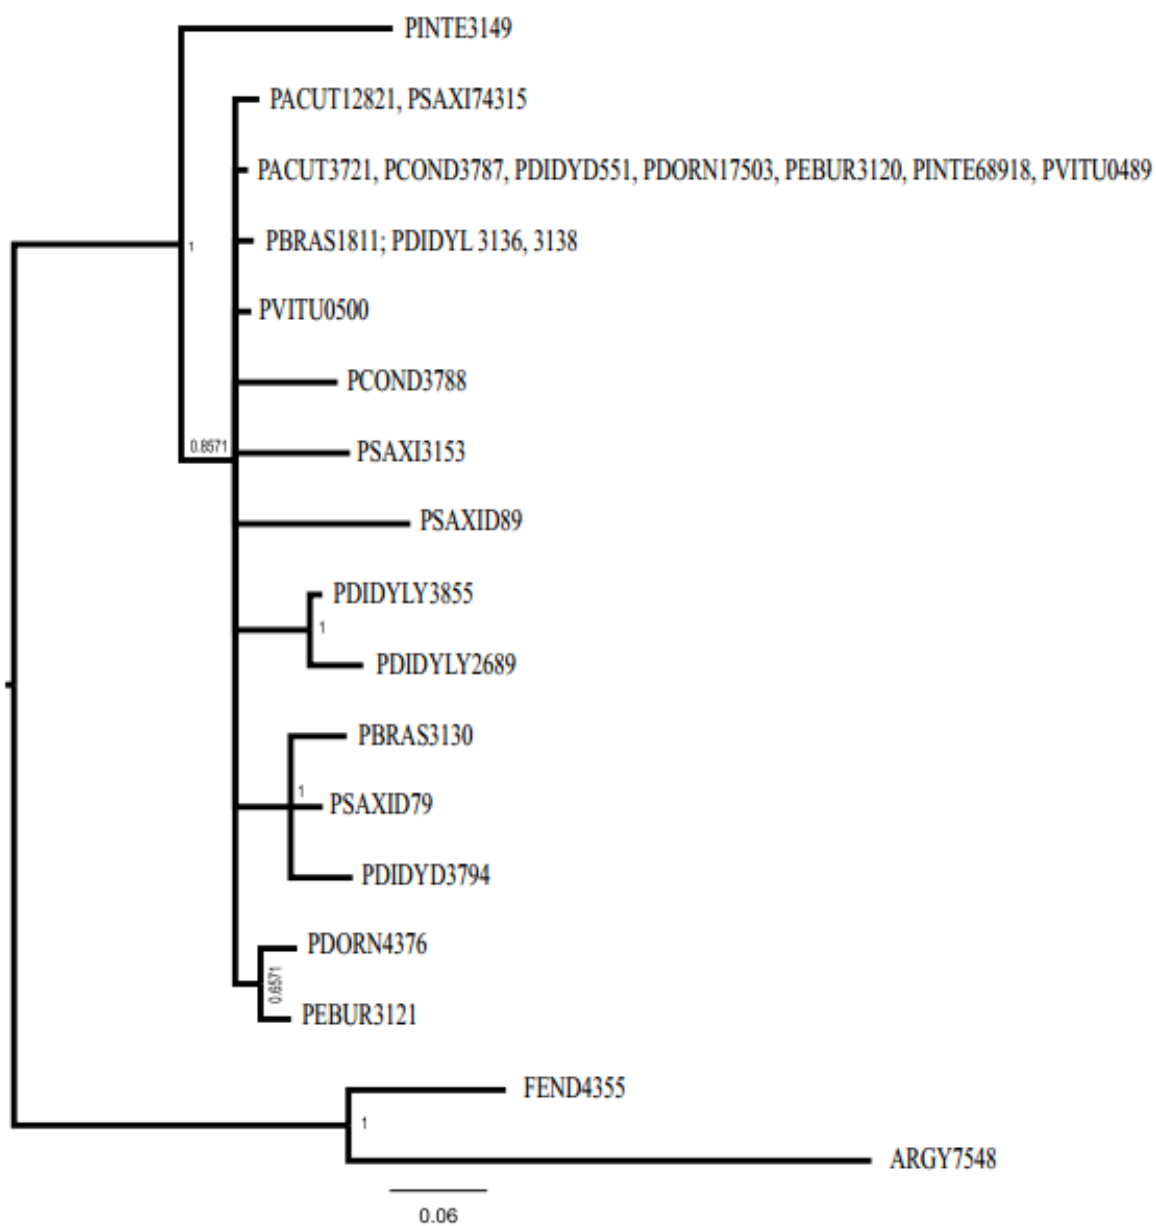 PINTE3149
PACUT12821, PSAXI74315
PACUT3721, PCOND3787, PDIDYD551, PDORN17503, PEBUR3120, PINTE68918, PVITU0489
PBRAS1811; PDIDYL 3136, 3138
1
PVITU0500
PCOND3788
0.8571
PSAXI3153
PSAXID89
PDIDYLY3855
1
PDIDYLY2689
PBRAS3130
1
PSAXID79
PDIDYD3794
PDORN4376
0.6571
PEBUR3121
FEND4355
1
ARGY7548
0.06